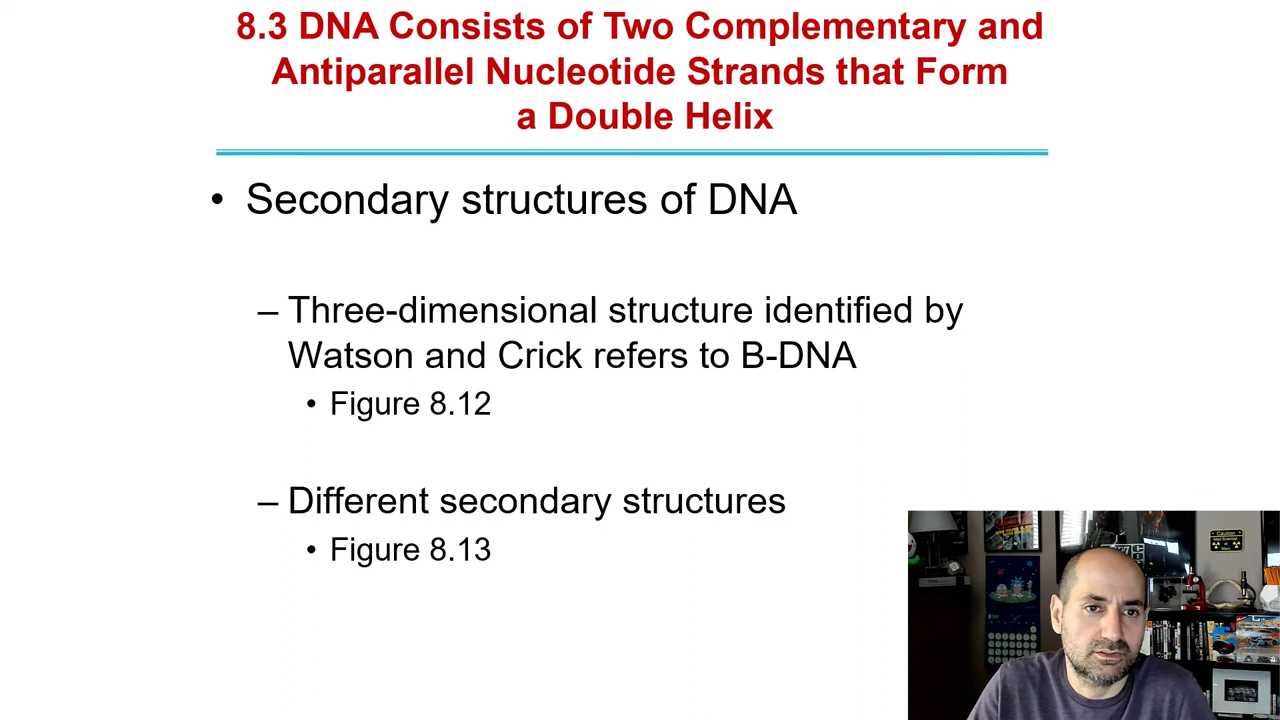 8.3 DNA Consists of Two Complementary and
Antiparallel Nucleotide Strands that Form
a Double Helix
• Secondary structures of DNA
– Three-dimensional structure identified by
Watson and Crick refers to B-DNA
• Figure 8.12
– Different secondary structures
• Figure 8.13
Caution